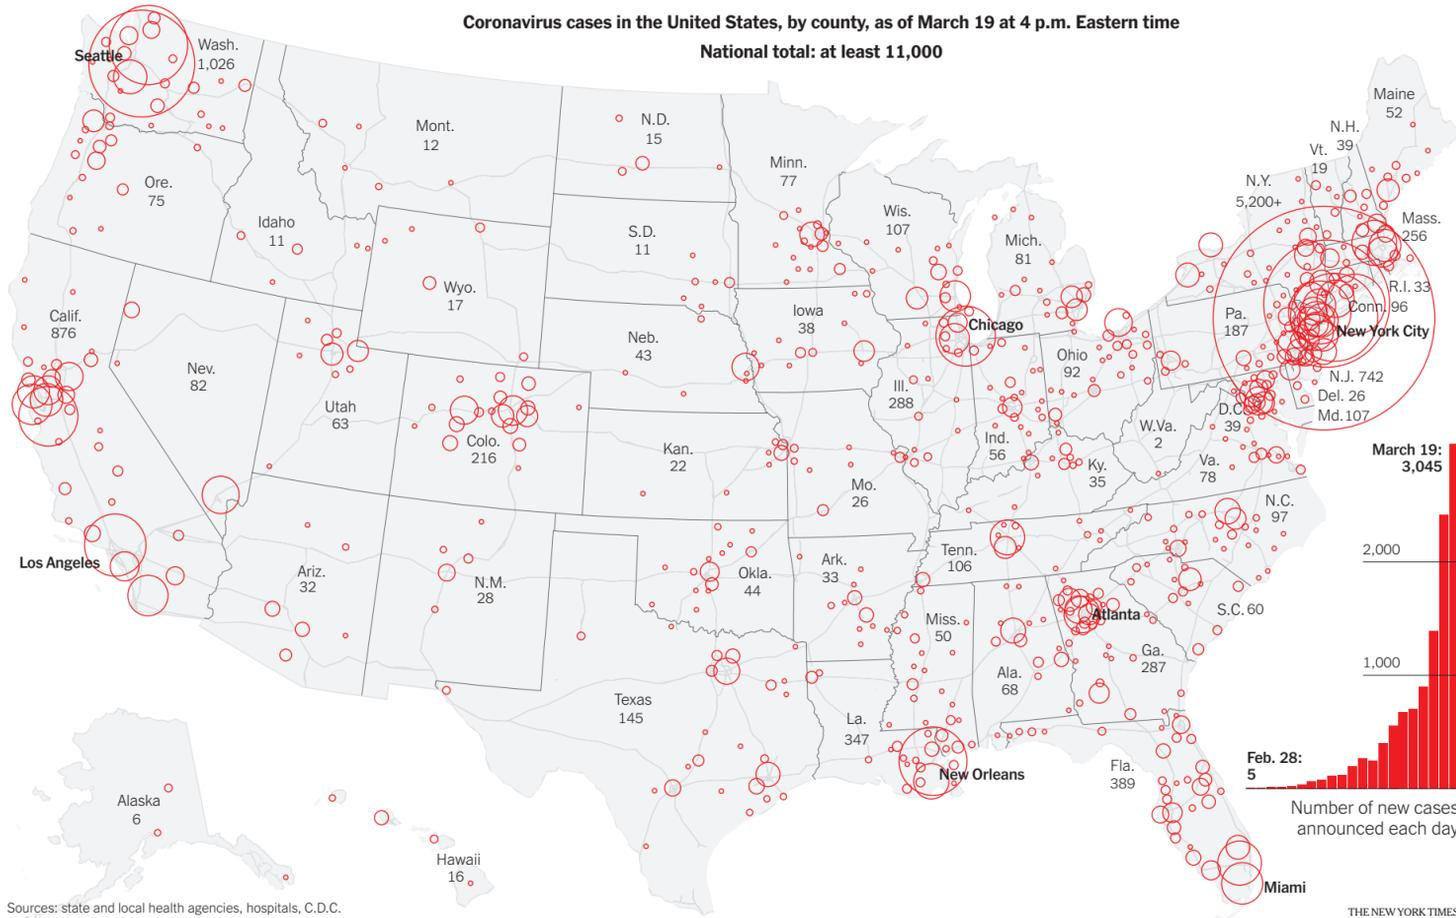 Coronavirus cases in the United States, by county, as of March 19 at 4 p.m. Eastern time
National total: at least 11,000
Seattle
Wash.
1,026
Mont.
12
N.D.
15
Minn.
77
Wis.
107
Mich.
81
N.Y.
5,200+
Vt.
19
N.H.
39
Maine
52
Mass.
256
R.I. 33
Conn. 96
New York City
Pa.
187
N.J. 742
Del. 26
Md. 107
D.C.
39
Ore.
75
Idaho
11
S.D.
11
Wyo.
17
Iowa
38
Chicago
Calif.
876
Nev.
82
Utah
63
Colo.
216
Neb.
43
Ill.
288
Ind.
56
Ohio
92
W.Va.
2
Va.
78
Ky.
35
Kan.
22
Mo.
26
N.C.
97
Tenn.
106
Los Angeles
Ariz.
32
N.M.
28
Okla.
44
Ark.
33
Miss.
50
Ala.
68
Atlanta
Ga.
287
S.C. 60
Texas
145
La.
347
New Orleans
Fla.
389
Miami
Alaska
6
Hawaii
16
March 19:
3,045
2,000
1,000
Feb. 28:
5
Number of new cases
announced each day
Sources: state and local health agencies, hospitals, C.D.C.
THE NEW YORK TIMES